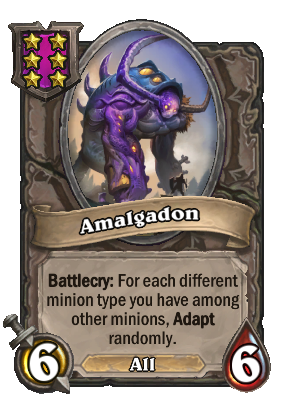 Amalgadon
Battlecry: For each different
minion type you have among
other minions, Adapt
randomly.
6
All
6